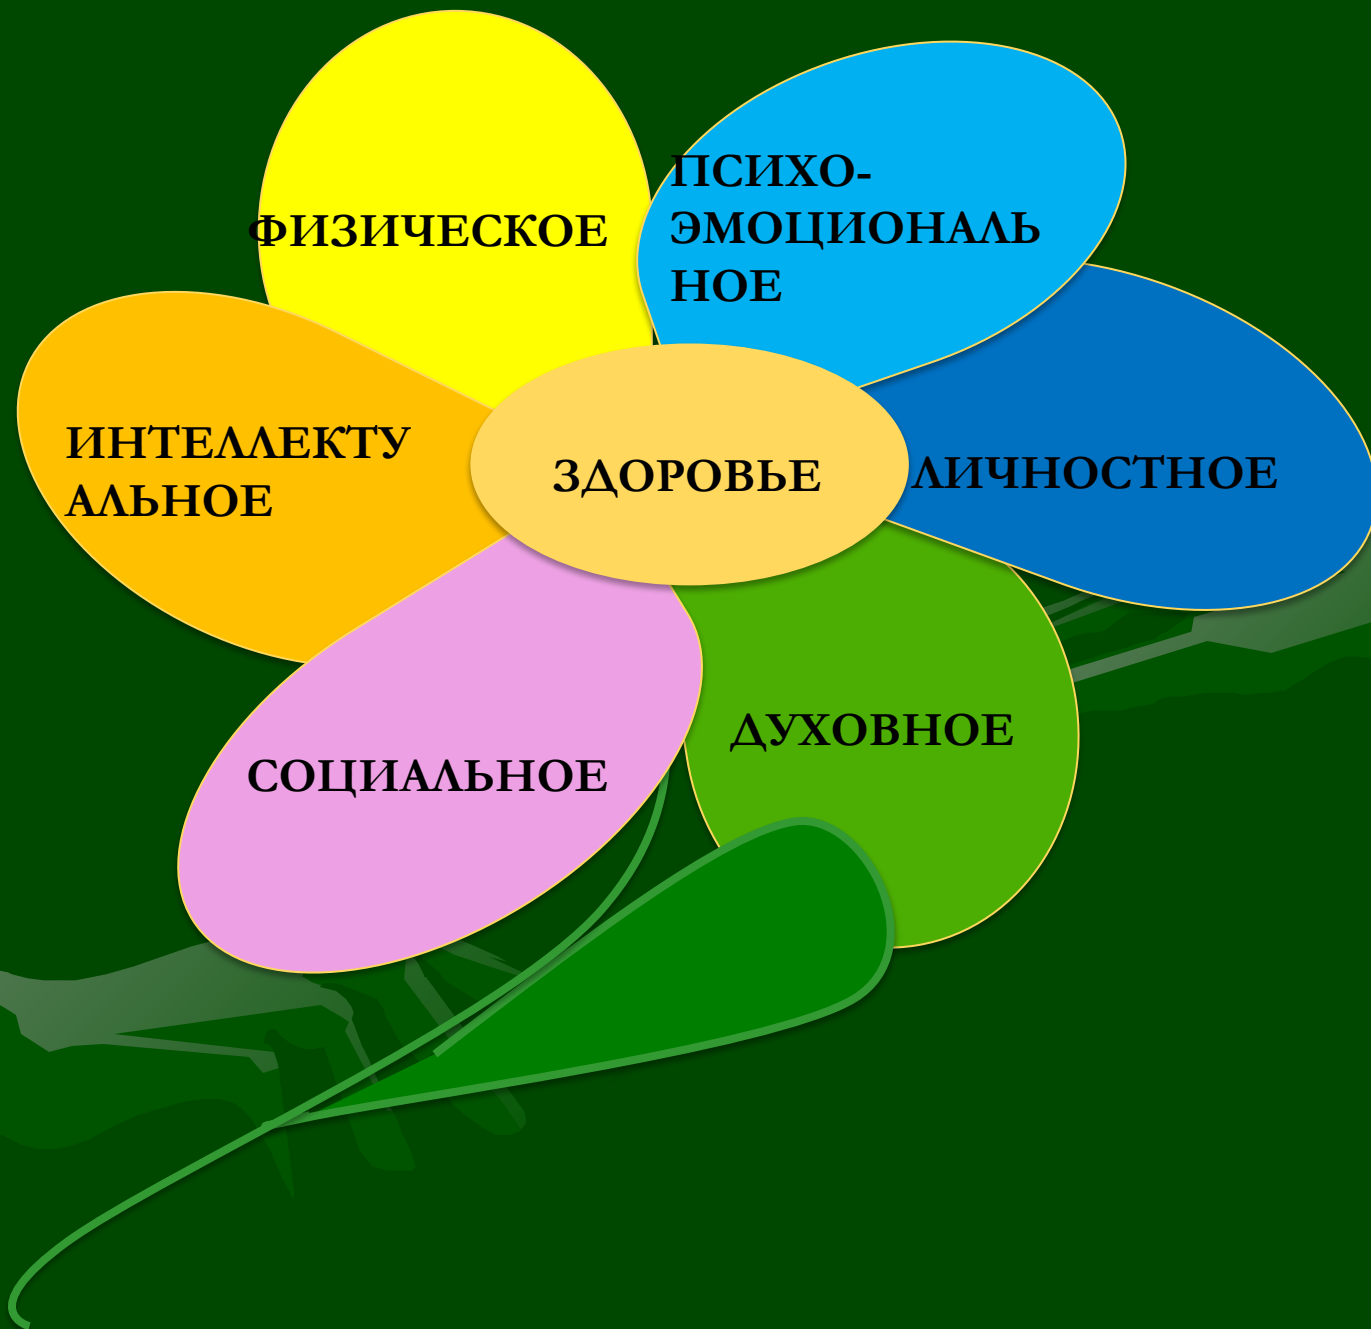 ФИЗИЧЕСКОЕ
ПСИХО-
ЭМОЦИОНАЛЬ
НОЕ
ИНТЕЛЛЕКТУ
АЛЬНОЕ
ЗДОРОВЬЕ
ЛИЧНОСТНОЕ
СОЦИАЛЬНОЕ
ДУХОВНОЕ